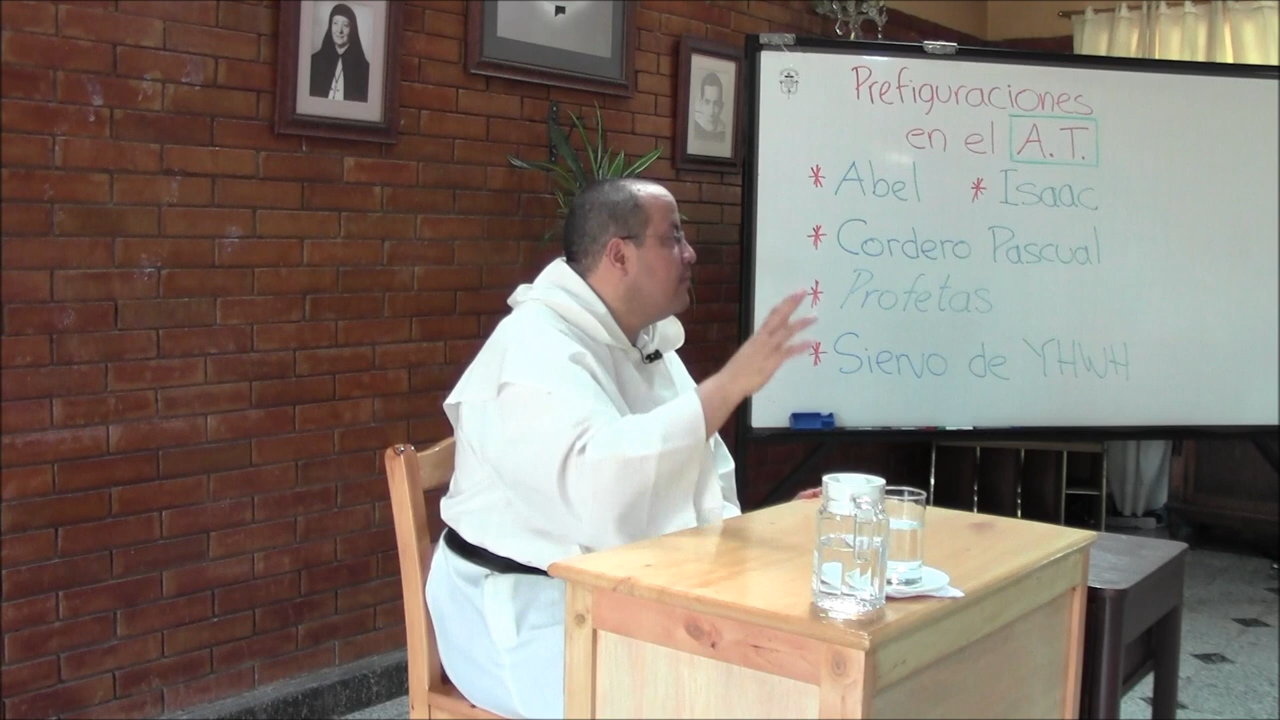 Prefiguraciones
en el A.T.
* Abel * Isaac
* Cordero Pascual
* Profetas
* Siervo de YHWH